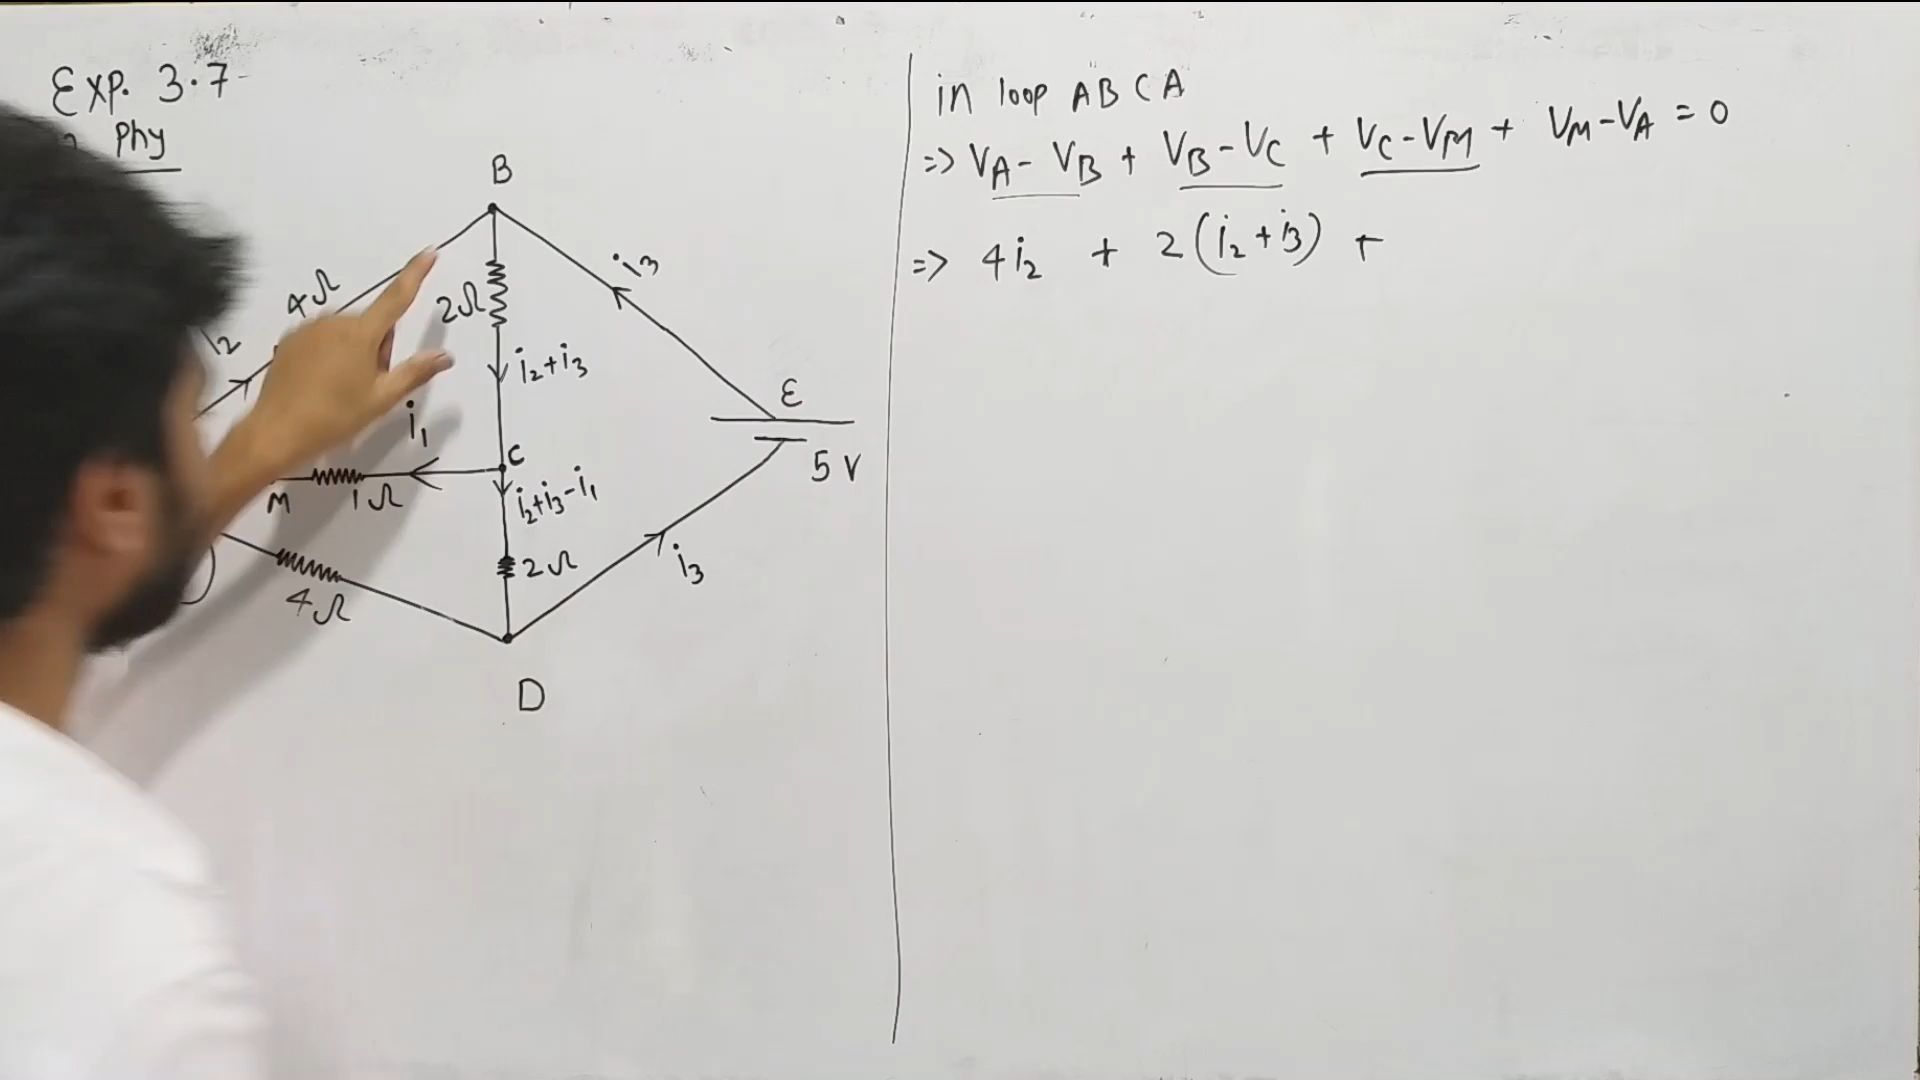 Exp. 3.7
Phy
B
4Ω
i2
2Ω
i3
i2+i3
E
5 V
i1
C
M
1Ω
i2+i3-i1
2Ω
i3
4Ω
D
in loop ABCA
=> VA - VB + VB - VC + VC - VM + VM - VA = 0
=> 4i2 + 2(i2+i3) +